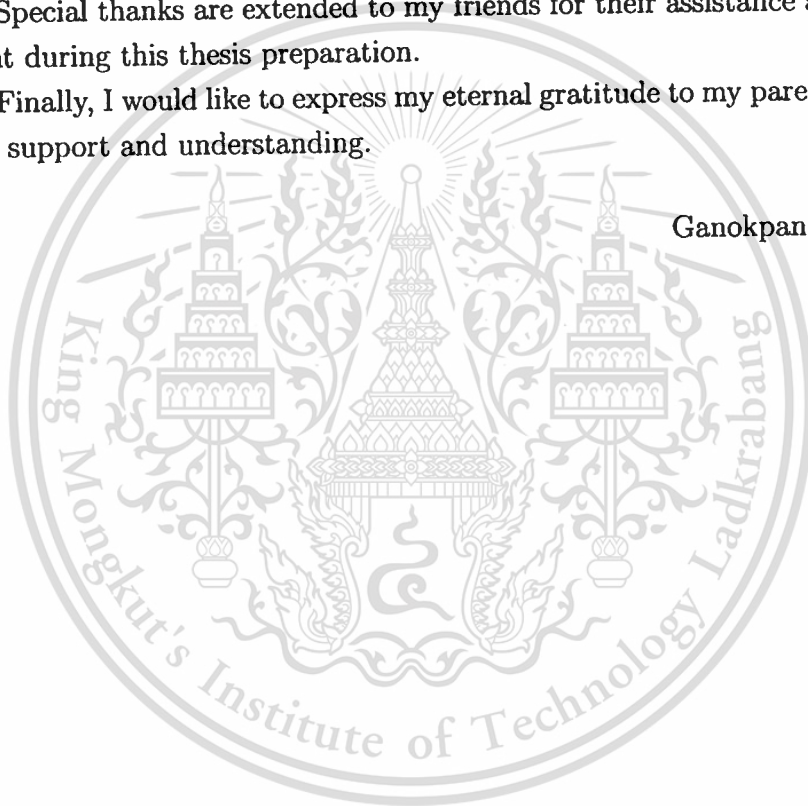 Special thanks are extended to my friends for their assistance
t during this thesis preparation.
Finally, I would like to express my eternal gratitude to my pare
support and understanding.
Ganokpan
King Mongkut's Institute of Technology Ladkrabang